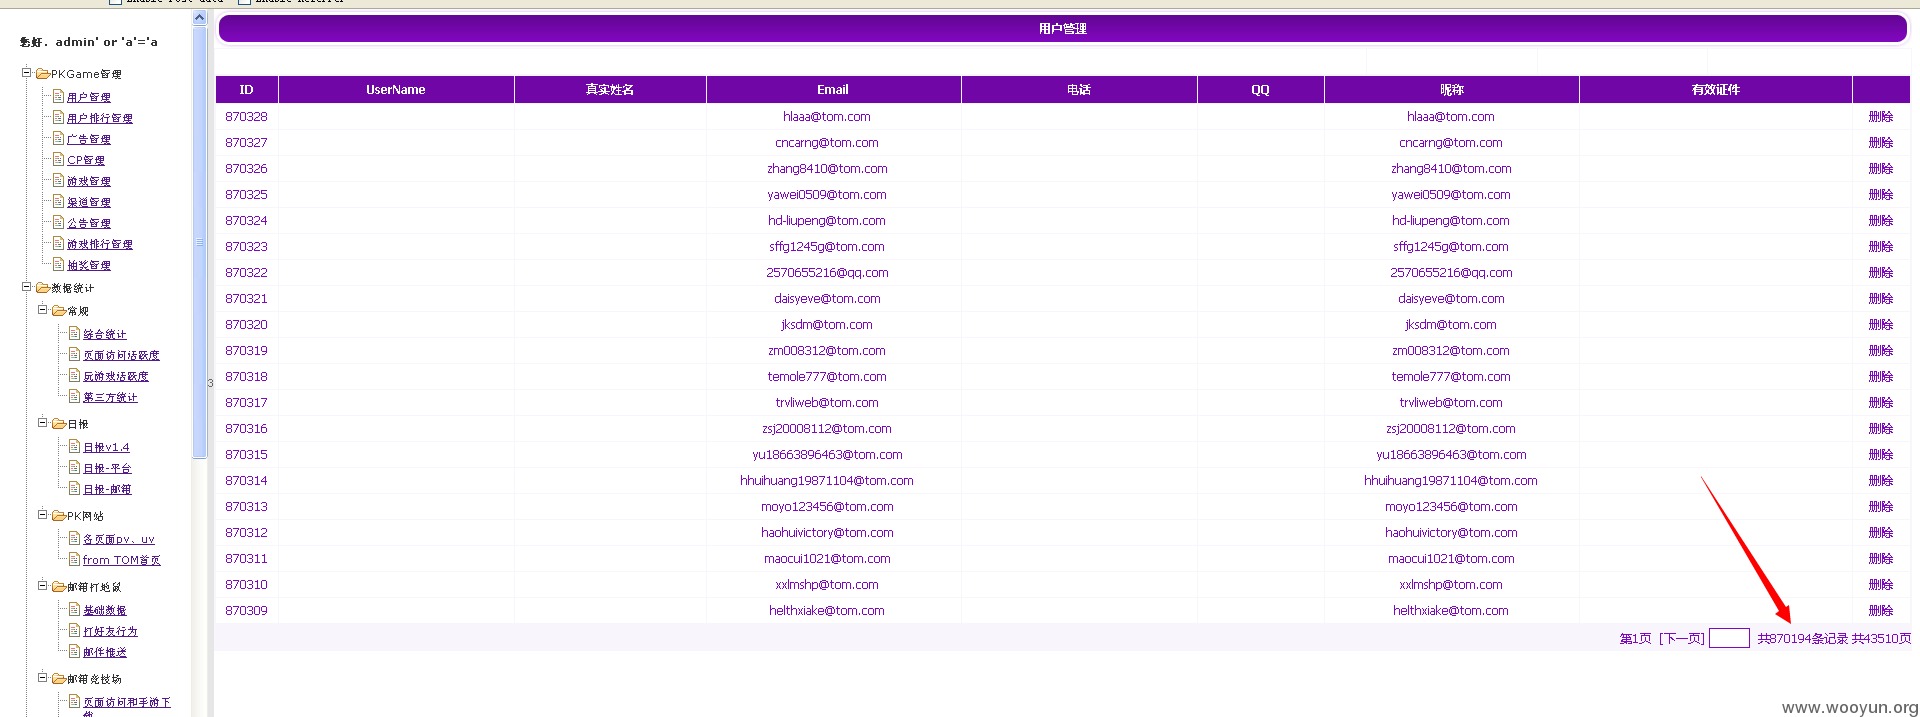 Enable Post data Enable Referrer
您好. admin' or 'a'='a
PKGame管理
用户管理
用户排行管理
广告管理
CP管理
游戏管理
渠道管理
公告管理
游戏排行管理
抽奖管理
数据统计
常规
综合统计
页面访问活跃度
玩游戏活跃度
第三方统计
日报
日报v1.4
日报-平台
日报-邮箱
PK网站
各页面pv、uv
from TOM首页
邮箱打地鼠
基础数据
打好友行为
邮件推送
邮箱竞技场
页面访问和手游下
3
用户管理
ID UserName 真实姓名 Email 电话 QQ 昵称 有效证件
870328 hlaaa@tom.com hlaaa@tom.com 删除
870327 cncarng@tom.com cncarng@tom.com 删除
870326 zhang8410@tom.com zhang8410@tom.com 删除
870325 yawei0509@tom.com yawei0509@tom.com 删除
870324 hd-liupeng@tom.com hd-liupeng@tom.com 删除
870323 sffg1245g@tom.com sffg1245g@tom.com 删除
870322 2570655216@qq.com 2570655216@qq.com 删除
870321 daisyeve@tom.com daisyeve@tom.com 删除
870320 jksdm@tom.com jksdm@tom.com 删除
870319 zm008312@tom.com zm008312@tom.com 删除
870318 temole777@tom.com temole777@tom.com 删除
870317 trvliweb@tom.com trvliweb@tom.com 删除
870316 zsj20008112@tom.com zsj20008112@tom.com 删除
870315 yu18663896463@tom.com yu18663896463@tom.com 删除
870314 hhuihuang19871104@tom.com hhuihuang19871104@tom.com 删除
870313 moyo123456@tom.com moyo123456@tom.com 删除
870312 haohuivictory@tom.com haohuivictory@tom.com 删除
870311 maocui1021@tom.com maocui1021@tom.com 删除
870310 xxlmshp@tom.com xxlmshp@tom.com 删除
870309 helthxiake@tom.com helthxiake@tom.com 删除
第1页 [下一页] 共870194条记录 共43510页
www.wooyun.org